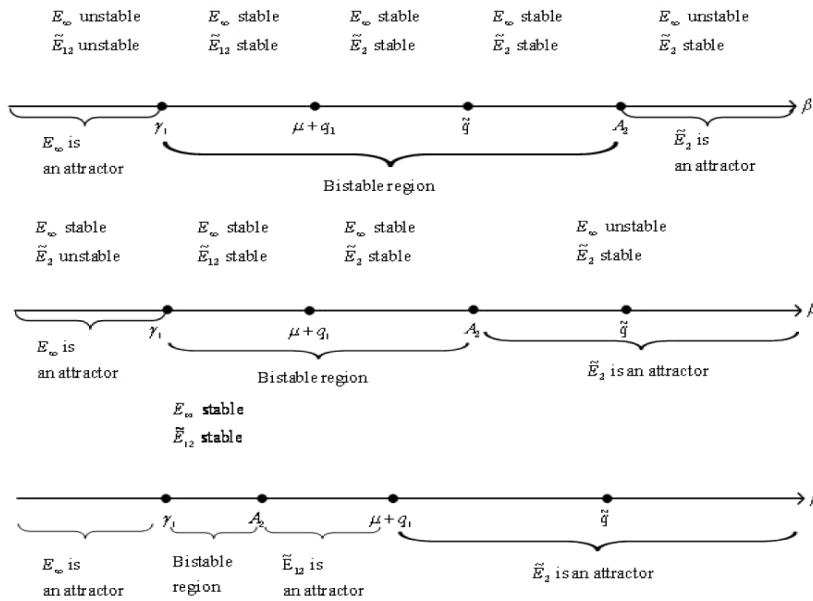 E∞ unstable E∞ stable E∞ stable E∞ stable E∞ unstable
Ẽ12 unstable Ẽ12 stable Ẽ2 stable Ẽ2 stable Ẽ2 stable
β
γ1 μ + q1 q̃ A2
E∞ is
an attractor
Ẽ2 is
an attractor
Bistable region
E∞ stable E∞ stable E∞ stable E∞ unstable
Ẽ2 unstable Ẽ12 stable Ẽ2 stable Ẽ2 stable
β
γ1 μ + q1 A2 q̃
E∞ is
an attractor
Bistable region
Ẽ2 is an attractor
E∞ stable
Ẽ12 stable
γ1 A2 μ + q1 q̃
E∞ is
an attractor
Bistable
region
Ẽ12 is
an attractor
Ẽ2 is an attractor